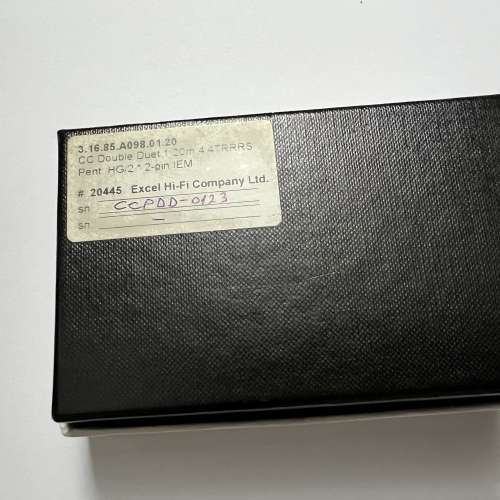 3.16.85.A098.01.20
CC Double Duet 1.20m 4.4TRRRS
Pent. HG/2 * 2-pin IEM
# 20445 Excel Hi-Fi Company Ltd.
sn CCPDD-0123
sn —